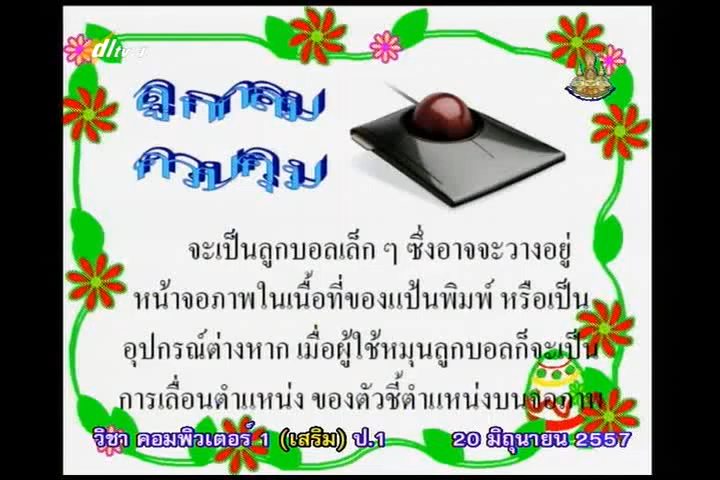 dltv 9
ลูกกลม
ควบคุม
จะเป็นลูกบอลเล็ก ๆ ซึ่งอาจจะวางอยู่
หน้าจอภาพในเนื้อที่ของแป้นพิมพ์ หรือเป็น
อุปกรณ์ต่างหาก เมื่อผู้ใช้หมุนลูกบอลก็จะเป็น
การเลื่อนตำแหน่ง ของตัวชี้ตำแหน่งบนจอภาพ
วิชา คอมพิวเตอร์ 1 (เสริม) ป.1 20 มิถุนายน 2557